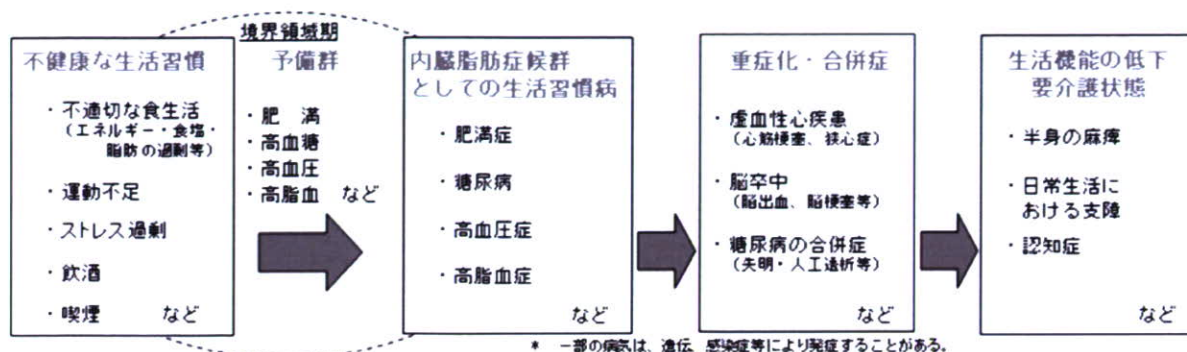 境界領域期
不健康な生活習慣
・不適切な食生活
(エネルギー・食塩・
脂肪の過剰等)
・運動不足
・ストレス過剰
・飲酒
・喫煙 など
予備群
・肥 満
・高血糖
・高血圧
・高脂血 など
内臓脂肪症候群
としての生活習慣病
・肥満症
・糖尿病
・高血圧症
・高脂血症
など
重症化・合併症
・虚血性心疾患
(心筋梗塞、狭心症)
・脳卒中
(脳出血、脳梗塞等)
・糖尿病の合併症
(失明・人工透析等)
など
生活機能の低下
要介護状態
・半身の麻痺
・日常生活に
おける支障
・認知症
など
* 一部の病気は、遺伝、感染症等により発症することがある。